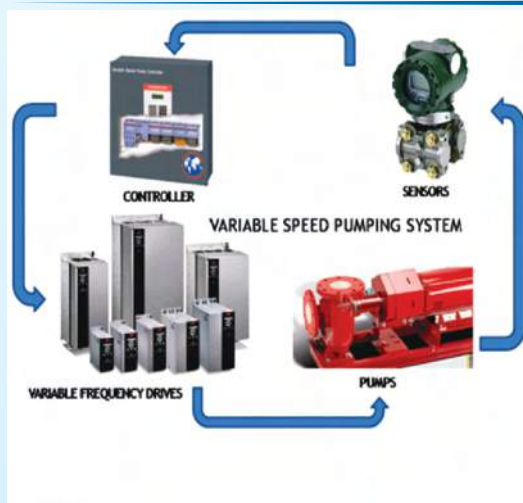 CONTROLLER
SENSORS
VARIABLE SPEED PUMPING SYSTEM
VARIABLE FREQUENCY DRIVES
PUMPS